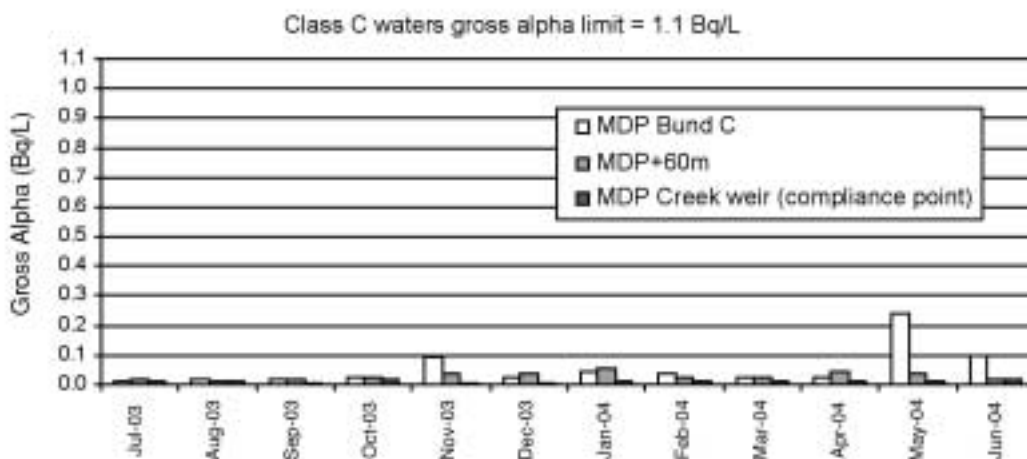 Class C waters gross alpha limit = 1.1 Bq/L
Gross Alpha (Bq/L)
1.1
1.0
0.9
0.8
0.7
0.6
0.5
0.4
0.3
0.2
0.1
0.0
MDP Bund C
MDP+60m
MDP Creek weir (compliance point)
Jul-03
Aug-03
Sep-03
Oct-03
Nov-03
Dec-03
Jan-04
Feb-04
Mar-04
Apr-04
May-04
Jun-04